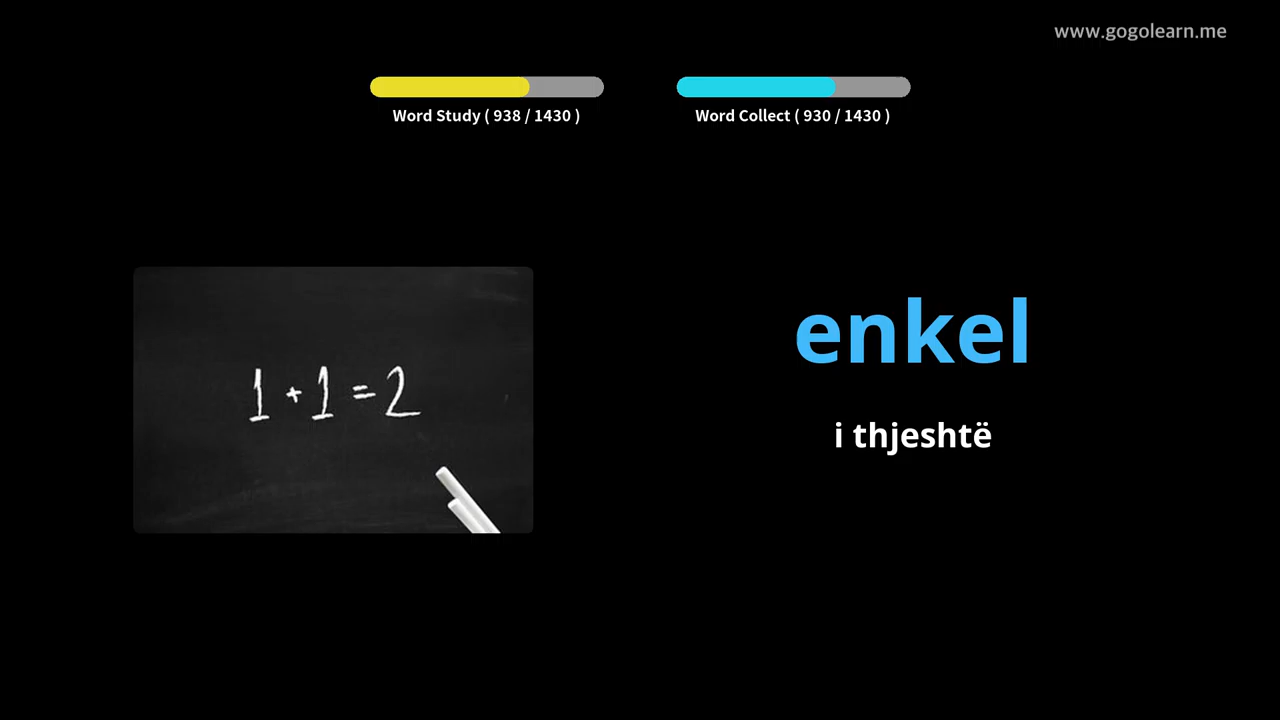 www.gogolearn.me
Word Study ( 938 / 1430 )
Word Collect ( 930 / 1430 )
1 + 1 = 2
enkel
i thjeshtë